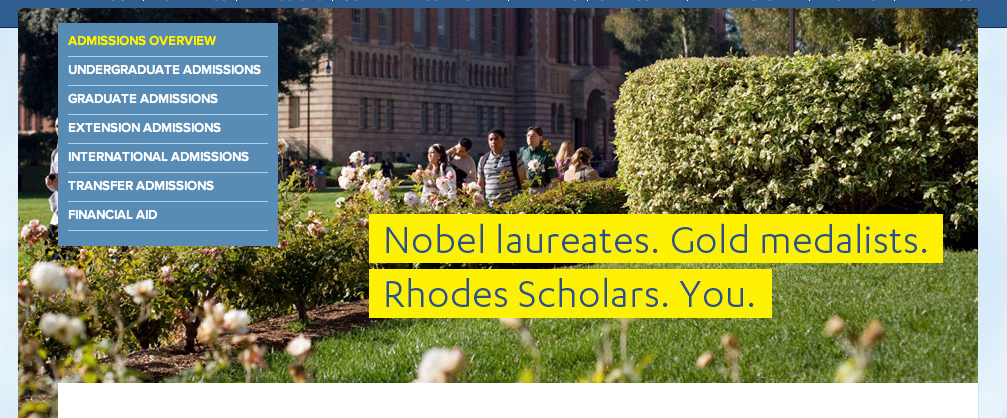 ADMISSIONS OVERVIEW
UNDERGRADUATE ADMISSIONS
GRADUATE ADMISSIONS
EXTENSION ADMISSIONS
INTERNATIONAL ADMISSIONS
TRANSFER ADMISSIONS
FINANCIAL AID
Nobel laureates. Gold medalists.
Rhodes Scholars. You.